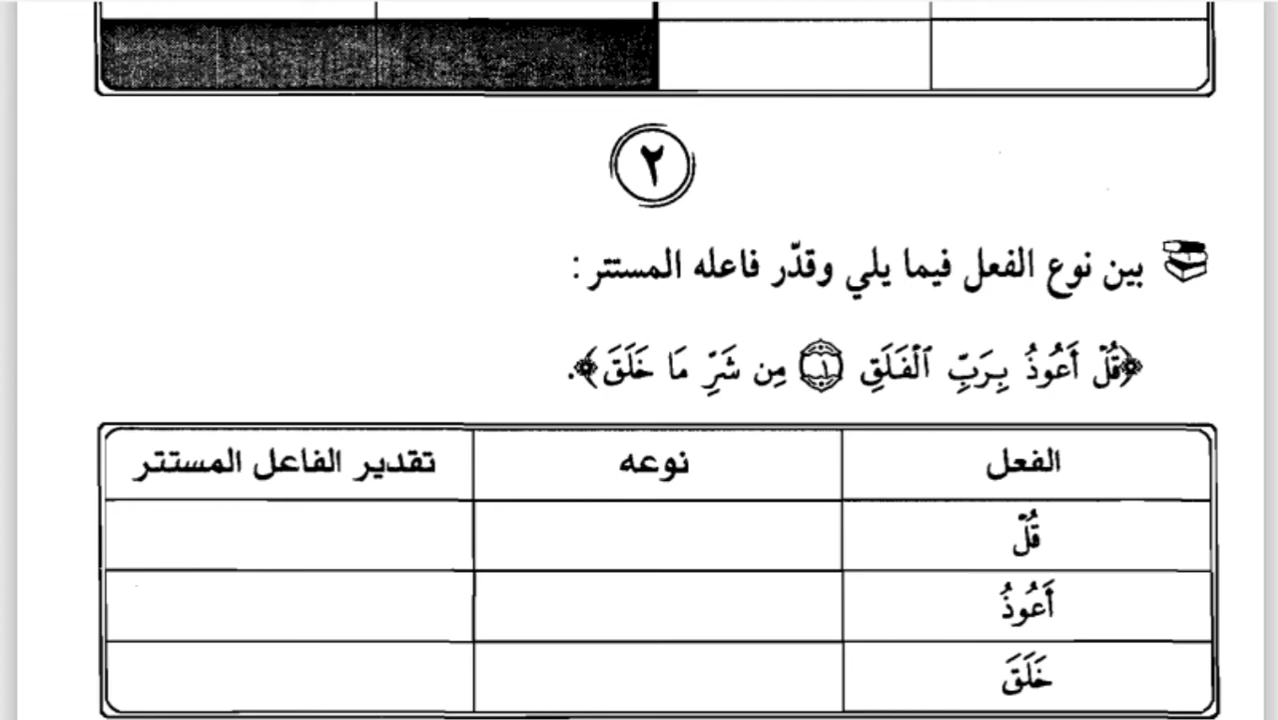 ٢
بين نوع الفعل فيما يلي وقدّر فاعله المستتر :
﴿قُلۡ أَعُوذُ بِرَبِّ ٱلۡفَلَقِ ١ مِن شَرِّ مَا خَلَقَ﴾.
الفعل نوعه تقدير الفاعل المستتر
قُلۡ
أَعُوذُ
خَلَقَ